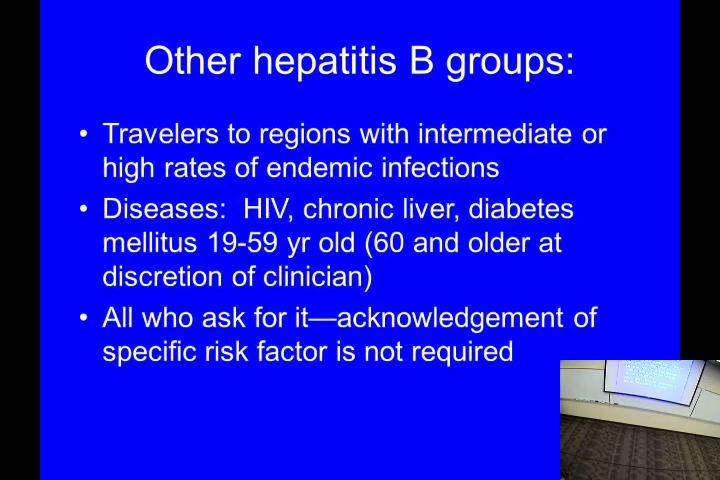 Other hepatitis B groups:
• Travelers to regions with intermediate or
high rates of endemic infections
• Diseases:  HIV, chronic liver, diabetes
mellitus 19-59 yr old (60 and older at
discretion of clinician)
• All who ask for it—acknowledgement of
specific risk factor is not required